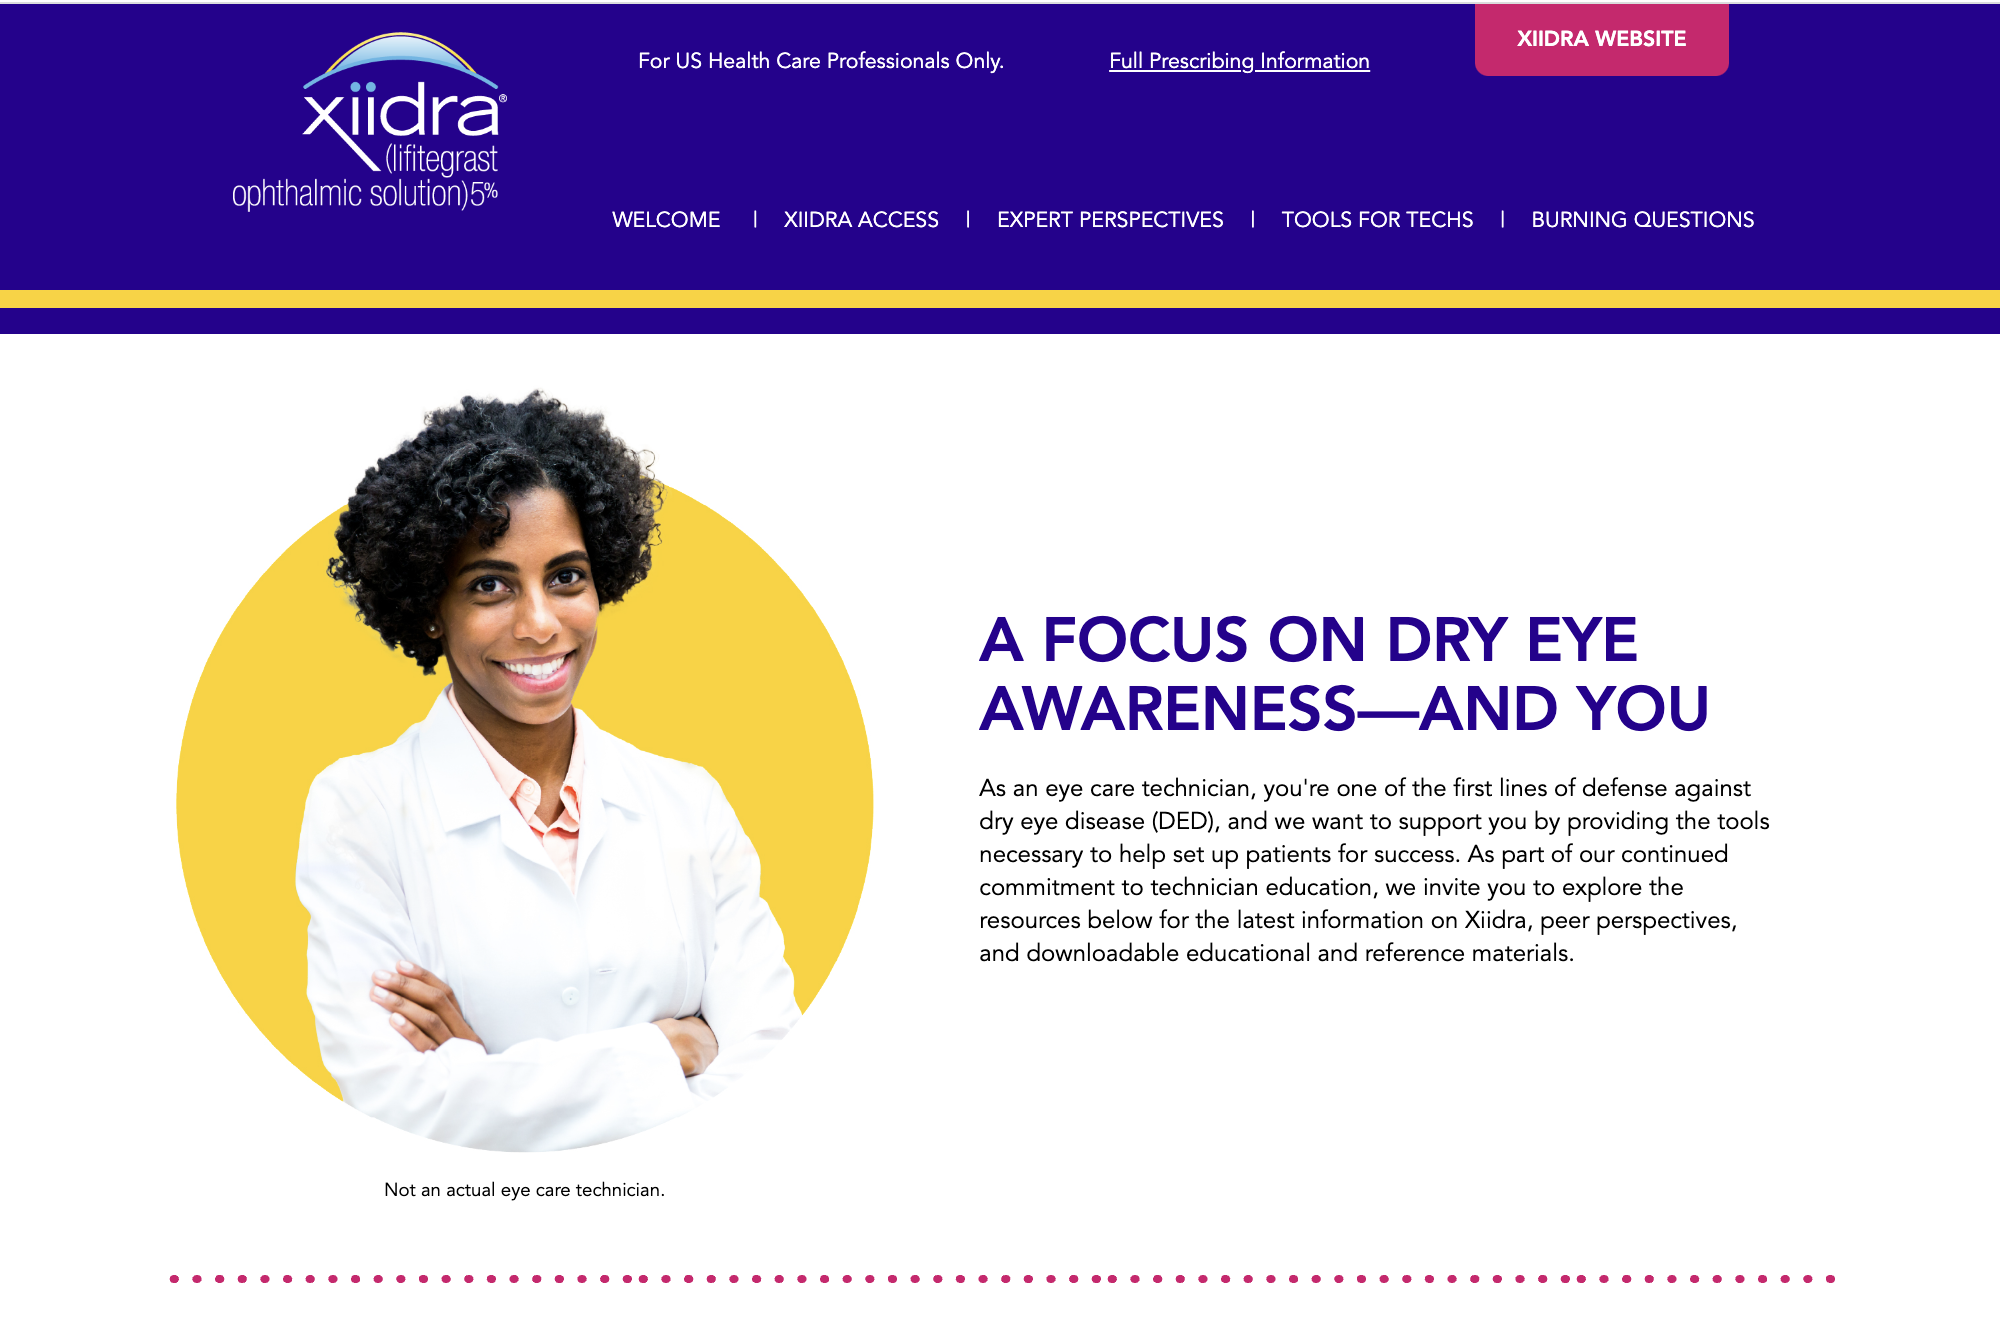 xiidra®
(lifitegrast
ophthalmic solution)5%
For US Health Care Professionals Only.
Full Prescribing Information
XIIDRA WEBSITE
WELCOME | XIIDRA ACCESS | EXPERT PERSPECTIVES | TOOLS FOR TECHS | BURNING QUESTIONS
A FOCUS ON DRY EYE
AWARENESS—AND YOU
As an eye care technician, you're one of the first lines of defense against
dry eye disease (DED), and we want to support you by providing the tools
necessary to help set up patients for success. As part of our continued
commitment to technician education, we invite you to explore the
resources below for the latest information on Xiidra, peer perspectives,
and downloadable educational and reference materials.
Not an actual eye care technician.